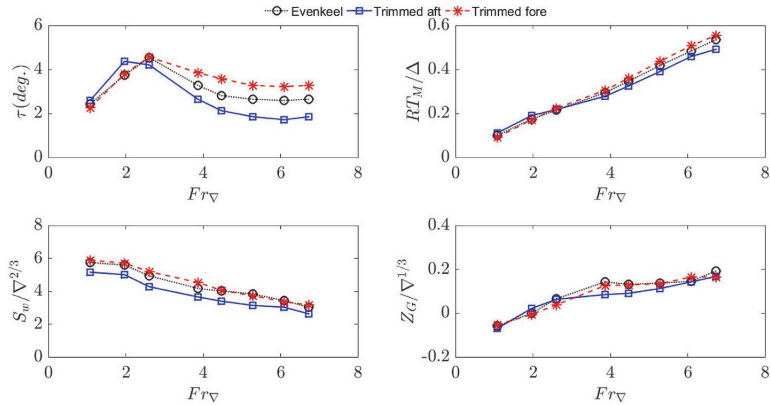 Evenkeel Trimmed aft Trimmed fore
τ(deg.)
6
4
2
0
0 2 4 6 8
Fr∇
RT_M/Δ
0.6
0.4
0.2
0
0 2 4 6 8
Fr∇
S_w/∇^{2/3}
8
6
4
2
0
0 2 4 6 8
Fr∇
Z_G/∇^{1/3}
0.4
0.2
0
-0.2
0 2 4 6 8
Fr∇